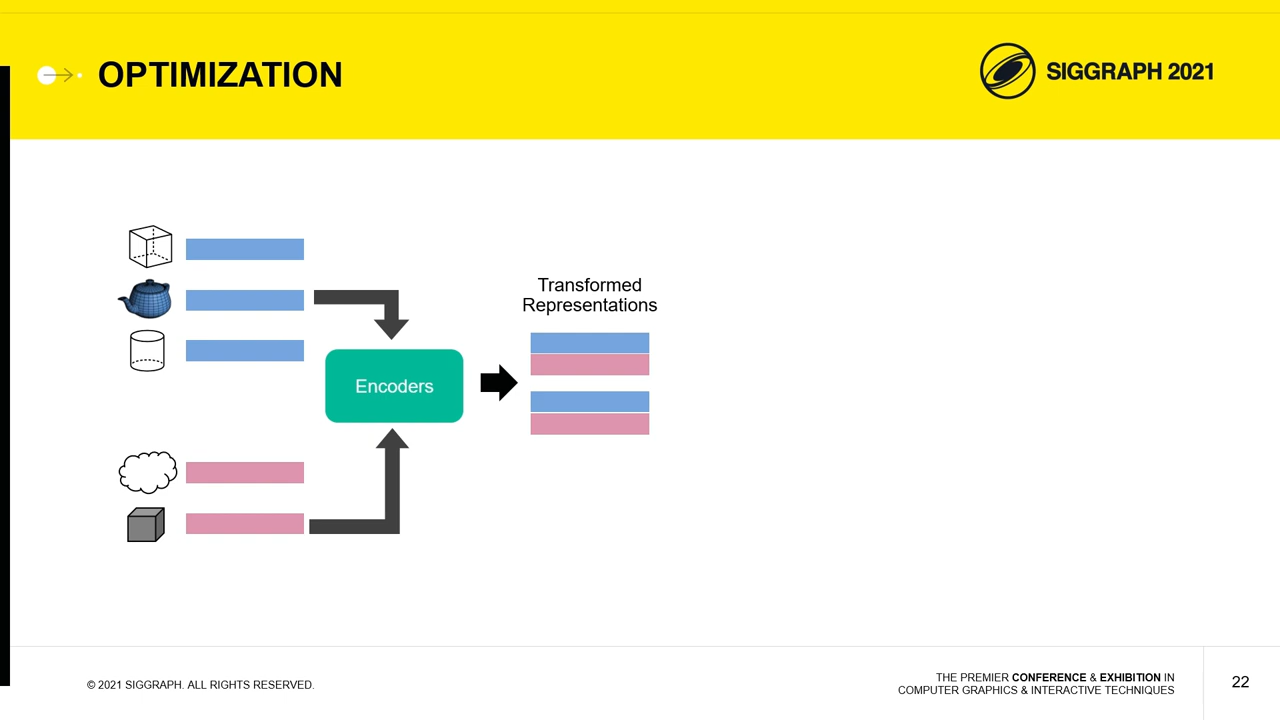 OPTIMIZATION
SIGGRAPH 2021
Transformed
Representations
Encoders
© 2021 SIGGRAPH. ALL RIGHTS RESERVED.
THE PREMIER CONFERENCE & EXHIBITION IN
COMPUTER GRAPHICS & INTERACTIVE TECHNIQUES
22